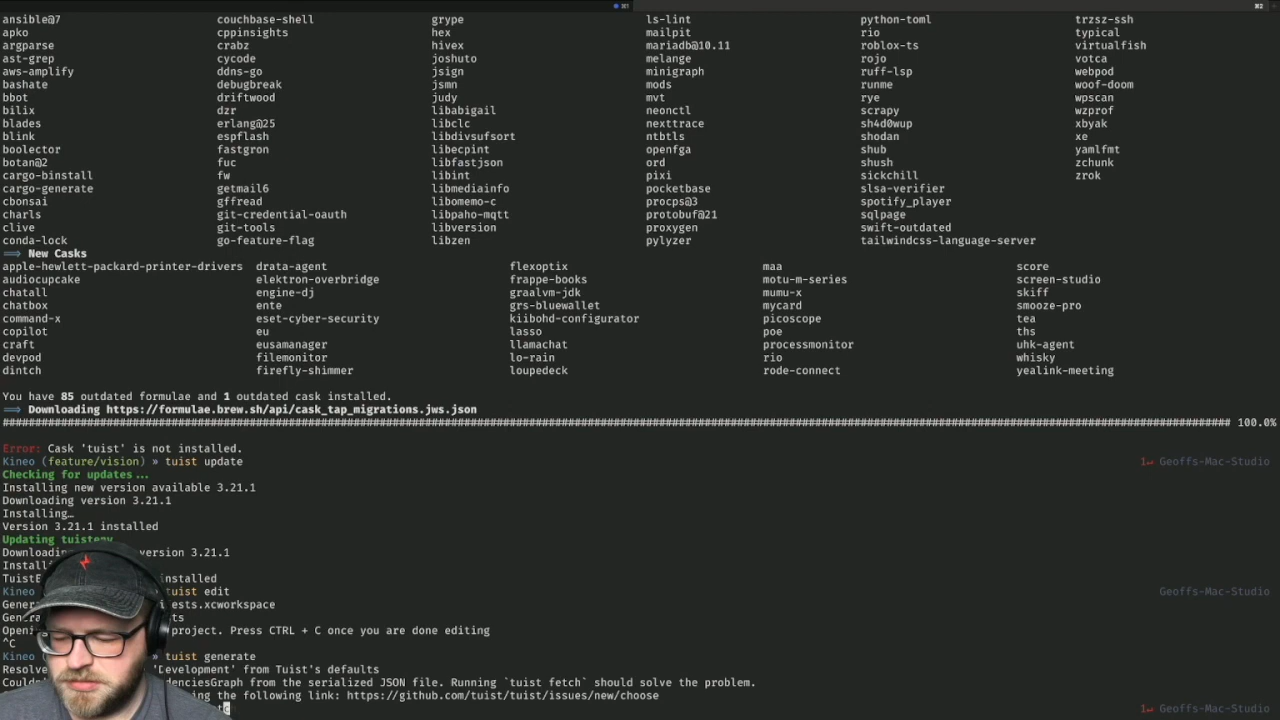 ansible@7 couchbase-shell grype ls-lint python-toml trzsz-ssh
apko cppinsights hex mailpit rio typical
argparse crabz hivex mariadb@10.11 roblox-ts virtualfish
ast-grep cycode joshuto melange rojo votca
aws-amplify ddns-go jsign minigraph ruff-lsp webpod
bashate debugbreak jsmn mods runme woof-doom
bbot driftwood judy mvt rye wpscan
bilix dzr libabigail neonctl scrapy wzprof
blades erlang@25 libclc nexttrace sh4d0wup xbyak
blink espflash libdivsufsort ntbtls shodan xe
boolector fastgron libecpint openfga shub yamlfmt
botan@2 fuc libfastjson ord shush zchunk
cargo-binstall fw libint pixi sickchill zrok
cargo-generate getmail6 libmediainfo pocketbase slsa-verifier
cbonsai gffread libomemo-c procps@3 spotify_player
charls git-credential-oauth libpaho-mqtt protobuf@21 sqlpage
clive git-tools libversion proxygen swift-outdated
conda-lock go-feature-flag libzen pylyzer tailwindcss-language-server
==> New Casks
apple-hewlett-packard-printer-drivers drata-agent flexoptix maa score
audiocupcake elektron-overbridge frappe-books motu-m-series screen-studio
chatall engine-dj graalvm-jdk mumu-x skiff
chatbox ente grs-bluewallet mycard smooze-pro
command-x eset-cyber-security kiibohd-configurator picoscope tea
copilot eu lasso poe ths
craft eusamanager llamachat processmonitor uhk-agent
devpod filemonitor lo-rain rio whisky
dintch firefly-shimmer loupedeck rode-connect yealink-meeting
You have 85 outdated formulae and 1 outdated cask installed.
==> Downloading https://formulae.brew.sh/api/cask_tap_migrations.jws.json
100.0%
Error: Cask 'tuist' is not installed.
Kineo (feature/vision) » tuist update 1↵ Geoffs-Mac-Studio
Checking for updates...
Installing new version available 3.21.1
Downloading version 3.21.1
Installing…
Version 3.21.1 installed
Updating tuistenv
Downloading version 3.21.1
Install
TuistE installed
Kineo tuist edit Geoffs-Mac-Studio
Gener ests.xcworkspace
Gene ts
Openi project. Press CTRL + C once you are done editing
^C
Kineo » tuist generate
Resolve 'Development' from Tuist's defaults
Could denciesGraph from the serialized JSON file. Running `tuist fetch` should solve the problem.
ing the following link: https://github.com/tuist/tuist/issues/new/choose
1↵ Geoffs-Mac-Studio